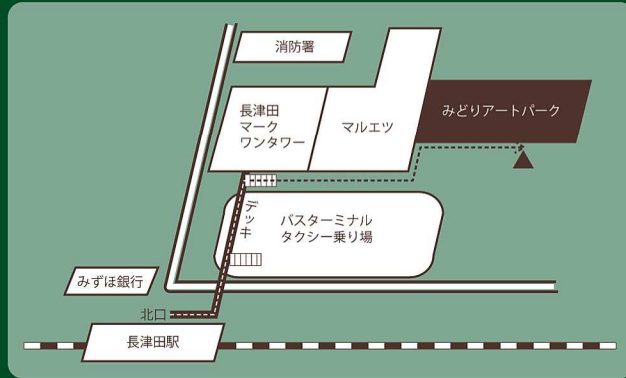 消防署
長津田
マーク
ワンタワー
マルエツ
みどりアートパーク
デッキ
バスターミナル
タクシー乗り場
みずほ銀行
北口
長津田駅